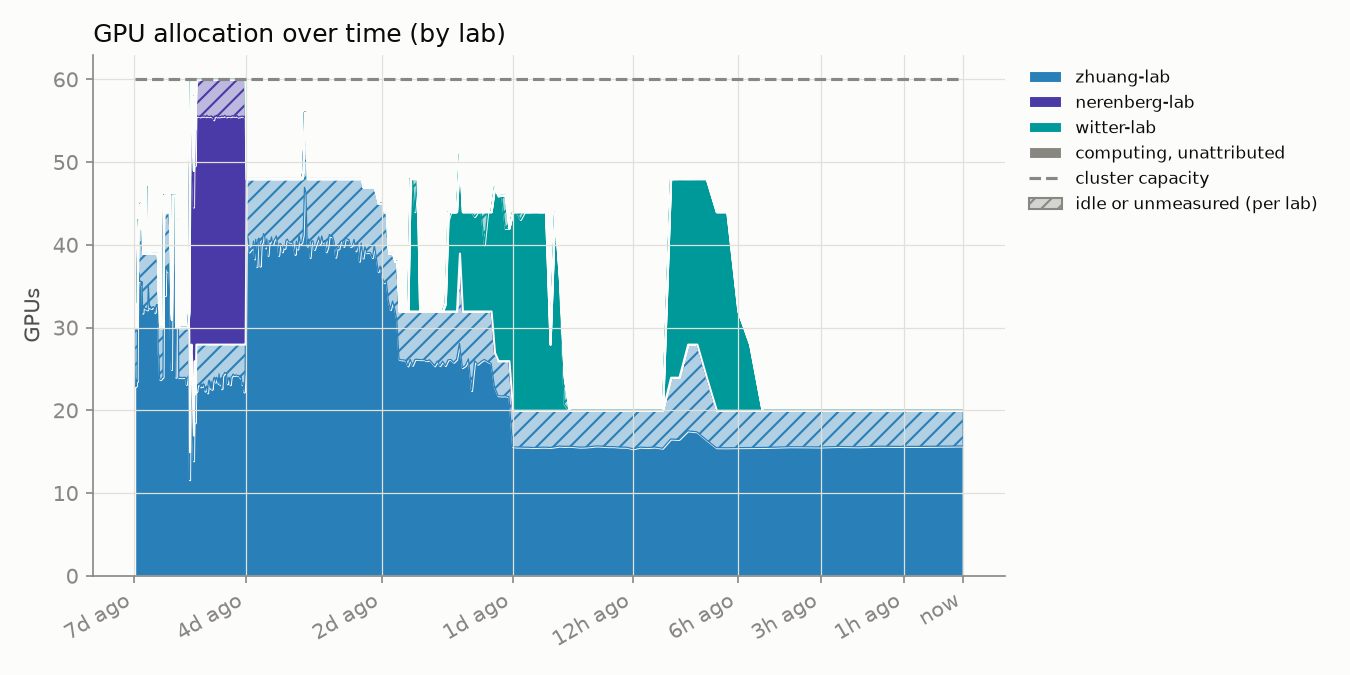 GPU allocation over time (by lab)
GPUs
60
50
40
30
20
10
0
7d ago
4d ago
2d ago
1d ago
12h ago
6h ago
3h ago
1h ago
now
zhuang-lab
nerenberg-lab
witter-lab
computing, unattributed
cluster capacity
idle or unmeasured (per lab)